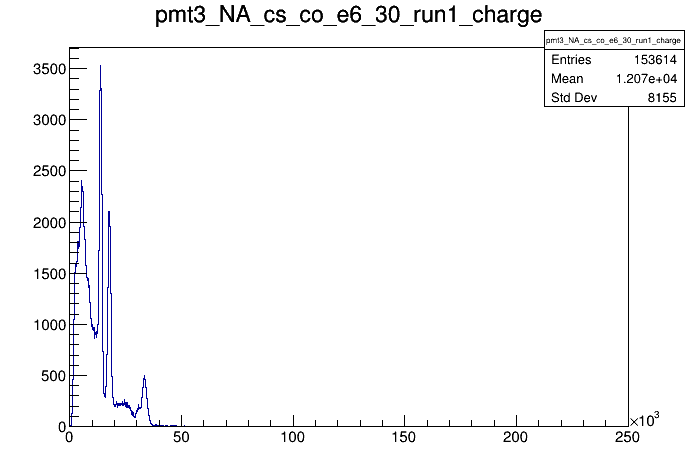 pmt3_NA_cs_co_e6_30_run1_charge
pmt3_NA_cs_co_e6_30_run1_charge
Entries 153614
Mean 1.207e+04
Std Dev 8155
3500
3000
2500
2000
1500
1000
500
0
0 50 100 150 200 250
×10³